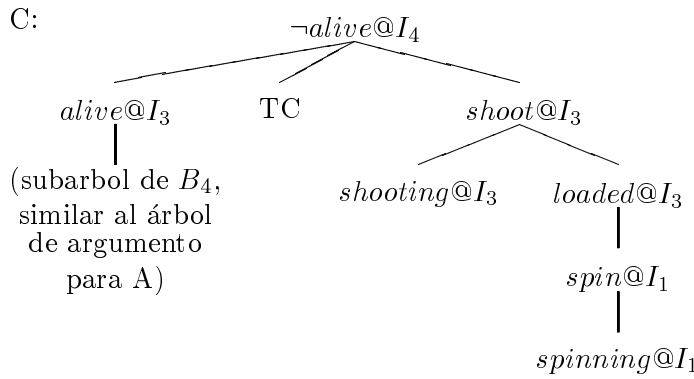 C:
¬alive@I₄
alive@I₃
TC
shoot@I₃
(subarbol de B₄,
similar al árbol
de argumento
para A)
shooting@I₃
loaded@I₃
spin@I₁
spinning@I₁